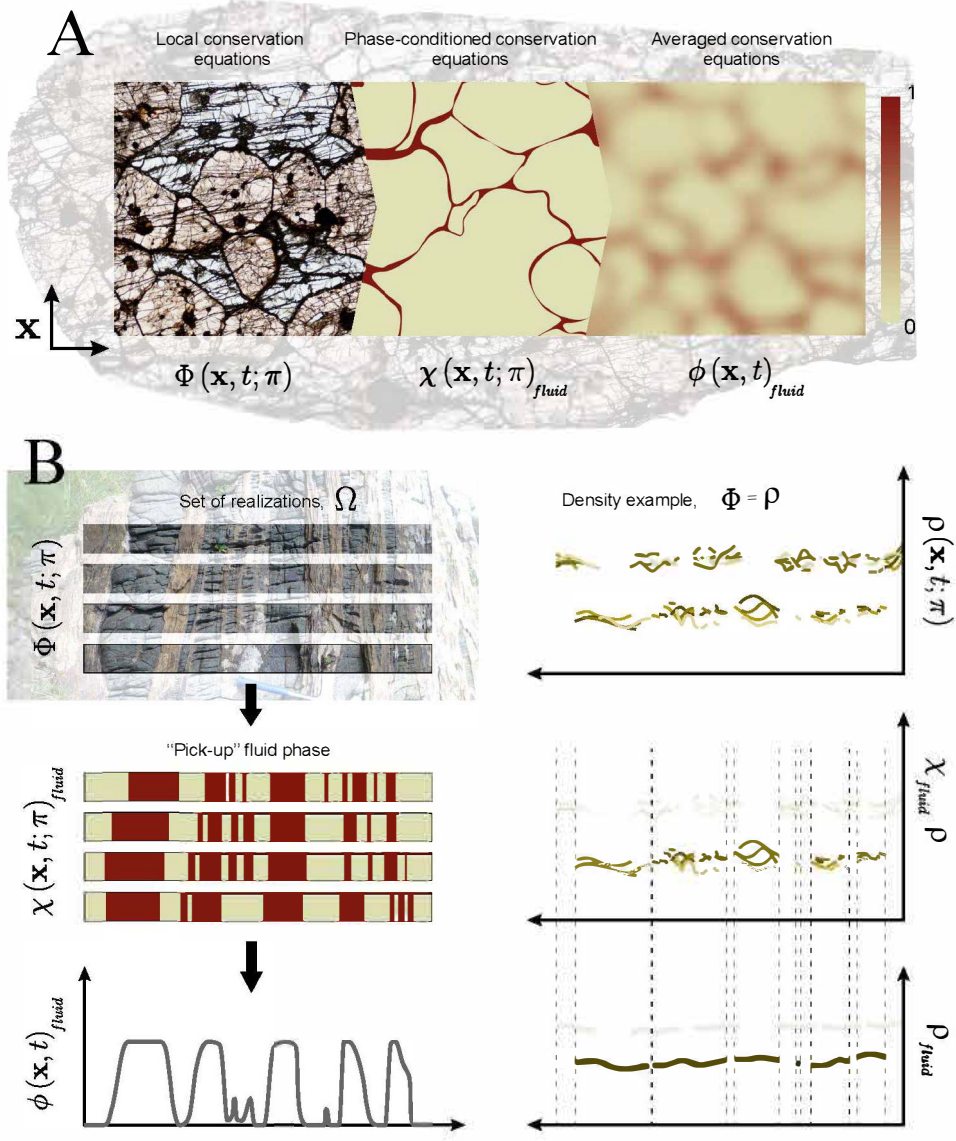 A
Local conservation
equations
Phase-conditioned conservation
equations
Averaged conservation
equations
1
0
x
Φ(x, t; π)
χ(x, t; π)fluid
ϕ(x, t)fluid
B
Set of realizations, Ω
Φ(x, t; π)
"Pick-up" fluid phase
χ(x, t; π)fluid
ϕ(x, t)fluid
Density example, Φ = ρ
ρ(x, t; π)
χfluid ρ
ρfluid